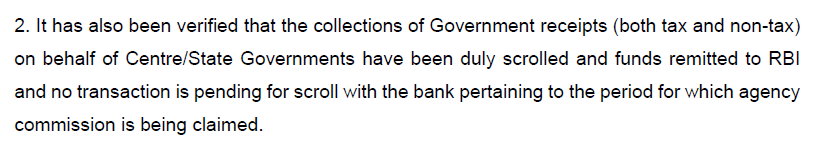 2. It has also been verified that the collections of Government receipts (both tax and non-tax)
on behalf of Centre/State Governments have been duly scrolled and funds remitted to RBI
and no transaction is pending for scroll with the bank pertaining to the period for which agency
commission is being claimed.